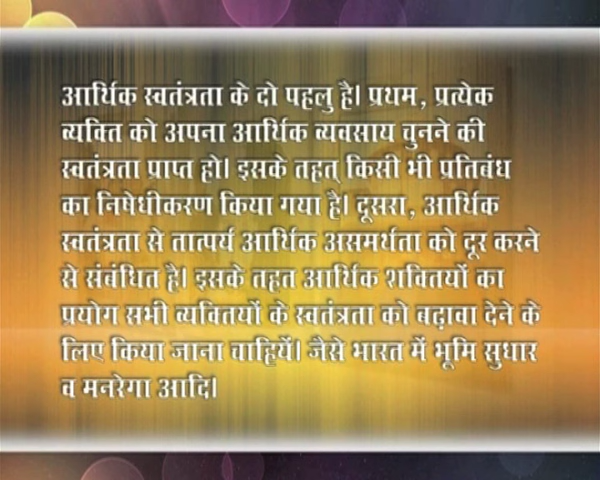 आर्थिक स्वतंत्रता के दो पहलु है। प्रथम, प्रत्येक
व्यक्ति को अपना आर्थिक व्यवसाय चुनने की
स्वतंत्रता प्राप्त हो। इसके तहत् किसी भी प्रतिबंध
का निषेधीकरण किया गया है। दूसरा, आर्थिक
स्वतंत्रता से तात्पर्य आर्थिक असमर्थता को दूर करने
से संबंधित है। इसके तहत आर्थिक शक्तियों का
प्रयोग सभी व्यक्तियों के स्वतंत्रता को बढ़ावा देने के
लिए किया जाना चाहियें। जैसे भारत में भूमि सुधार
व मनरेगा आदि।